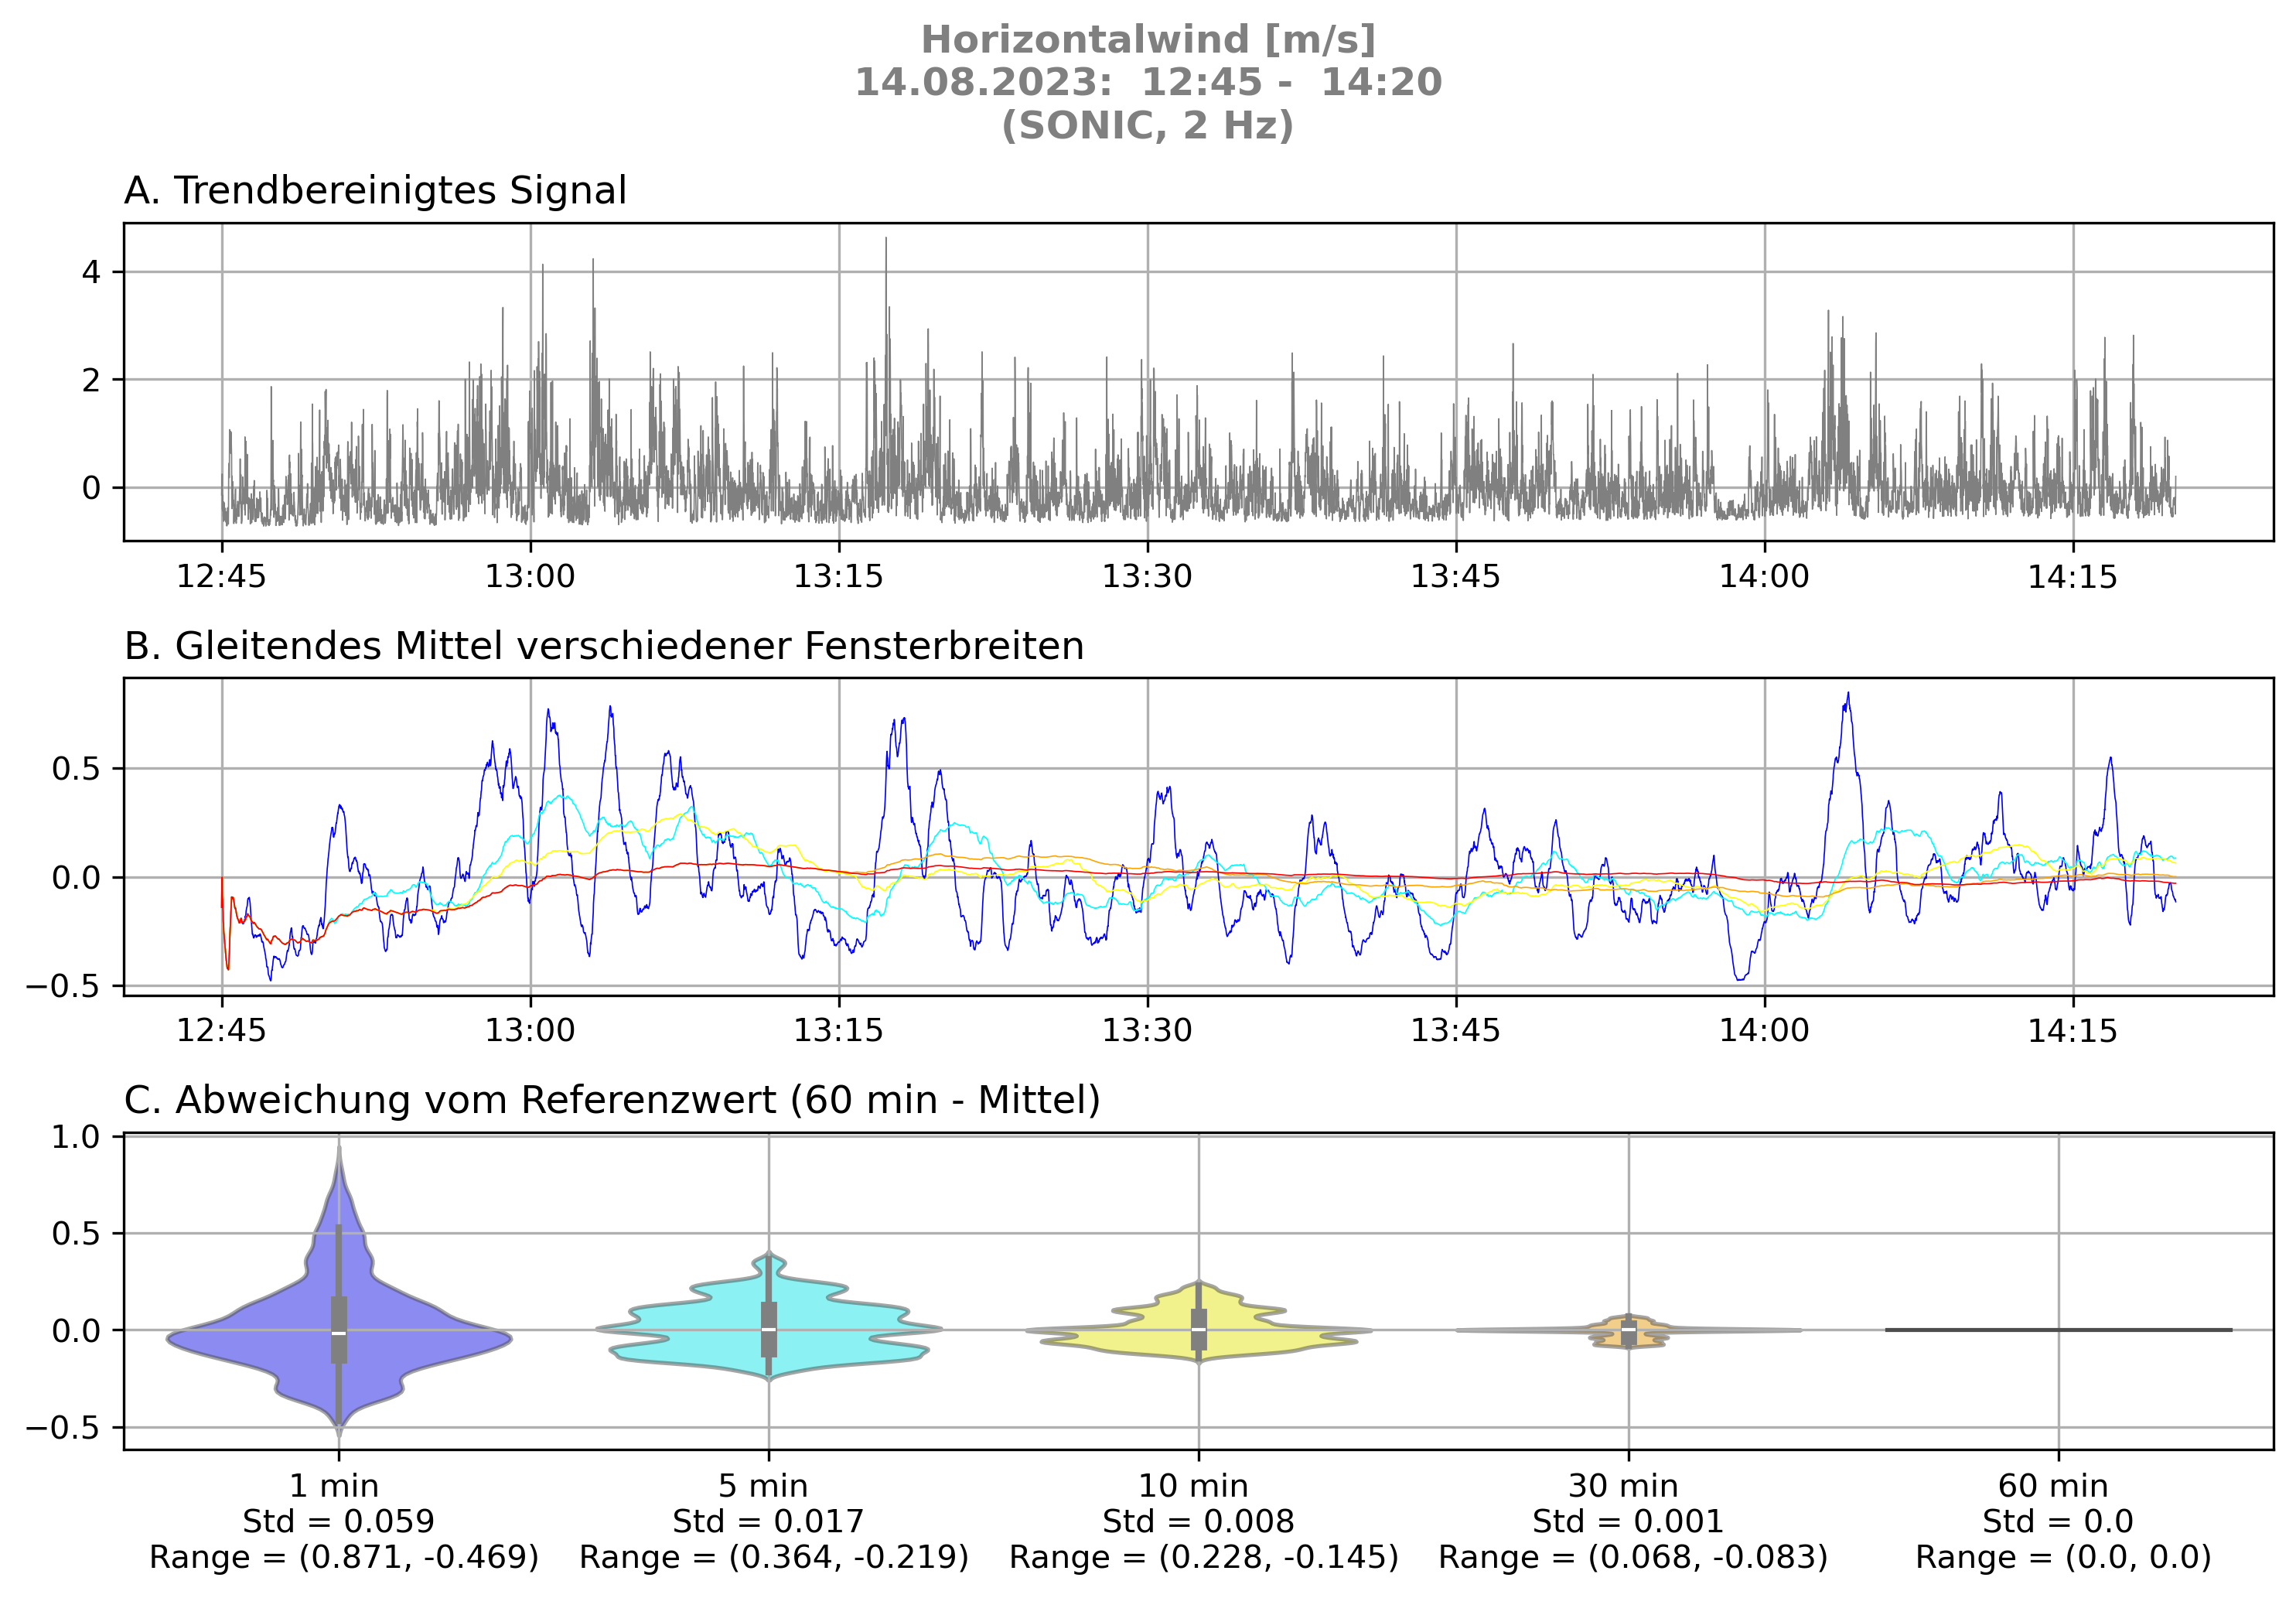 Horizontalwind [m/s]
14.08.2023:  12:45 -  14:20
(SONIC, 2 Hz)
A. Trendbereinigtes Signal
4
2
0
12:45 13:00 13:15 13:30 13:45 14:00 14:15
B. Gleitendes Mittel verschiedener Fensterbreiten
0.5
0.0
−0.5
12:45 13:00 13:15 13:30 13:45 14:00 14:15
C. Abweichung vom Referenzwert (60 min - Mittel)
1.0
0.5
0.0
−0.5
1 min 5 min 10 min 30 min 60 min
Std = 0.059 Std = 0.017 Std = 0.008 Std = 0.001 Std = 0.0
Range = (0.871, -0.469) Range = (0.364, -0.219) Range = (0.228, -0.145) Range = (0.068, -0.083) Range = (0.0, 0.0)